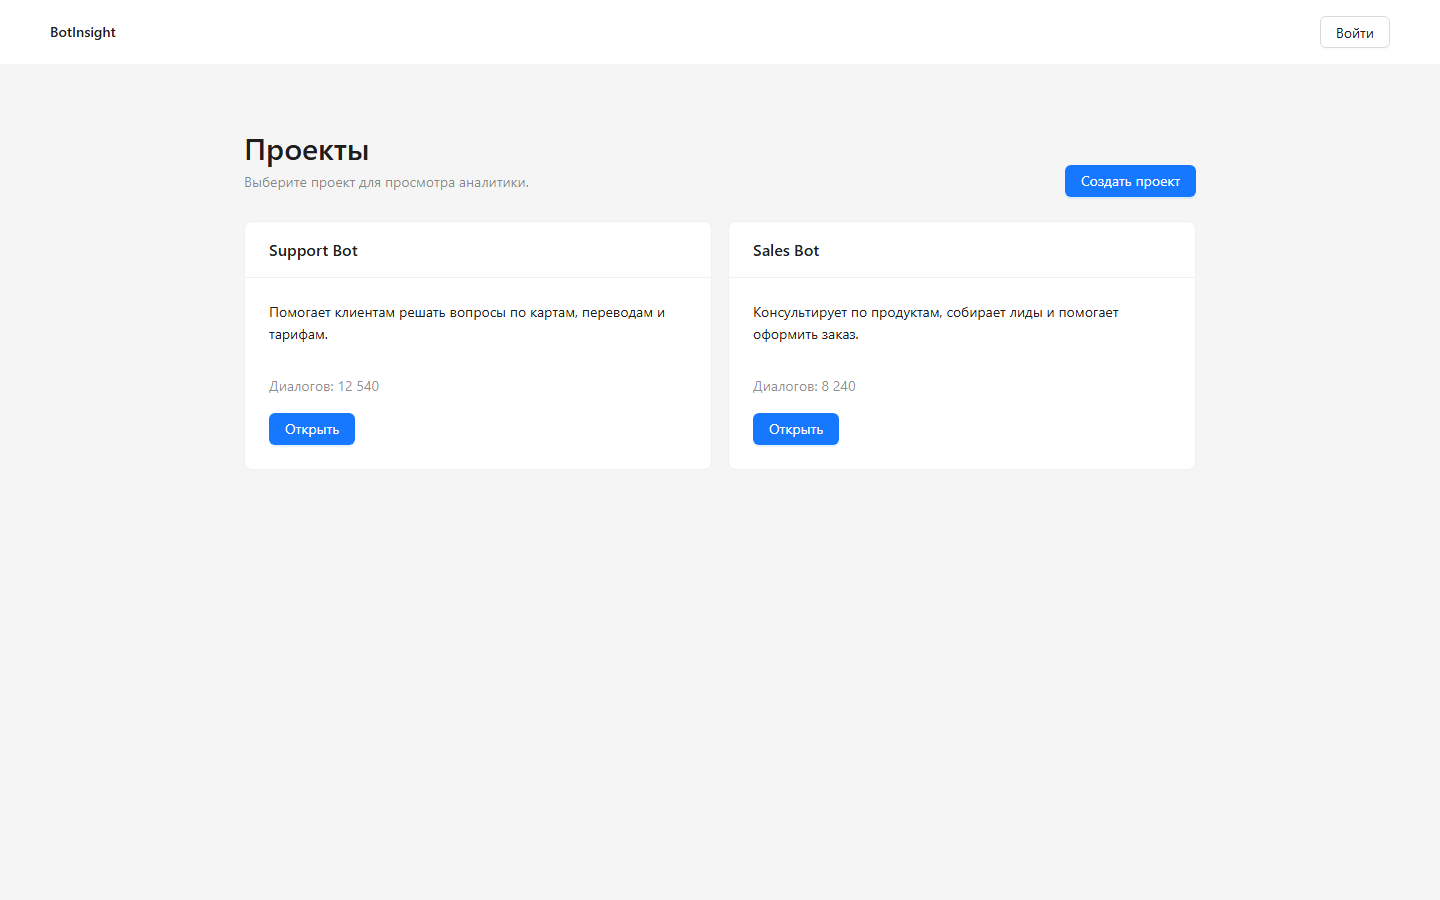 BotInsight
Войти
Проекты
Выберите проект для просмотра аналитики.
Создать проект
Support Bot
Помогает клиентам решать вопросы по картам, переводам и
тарифам.
Диалогов: 12 540
Открыть
Sales Bot
Консультирует по продуктам, собирает лиды и помогает
оформить заказ.
Диалогов: 8 240
Открыть